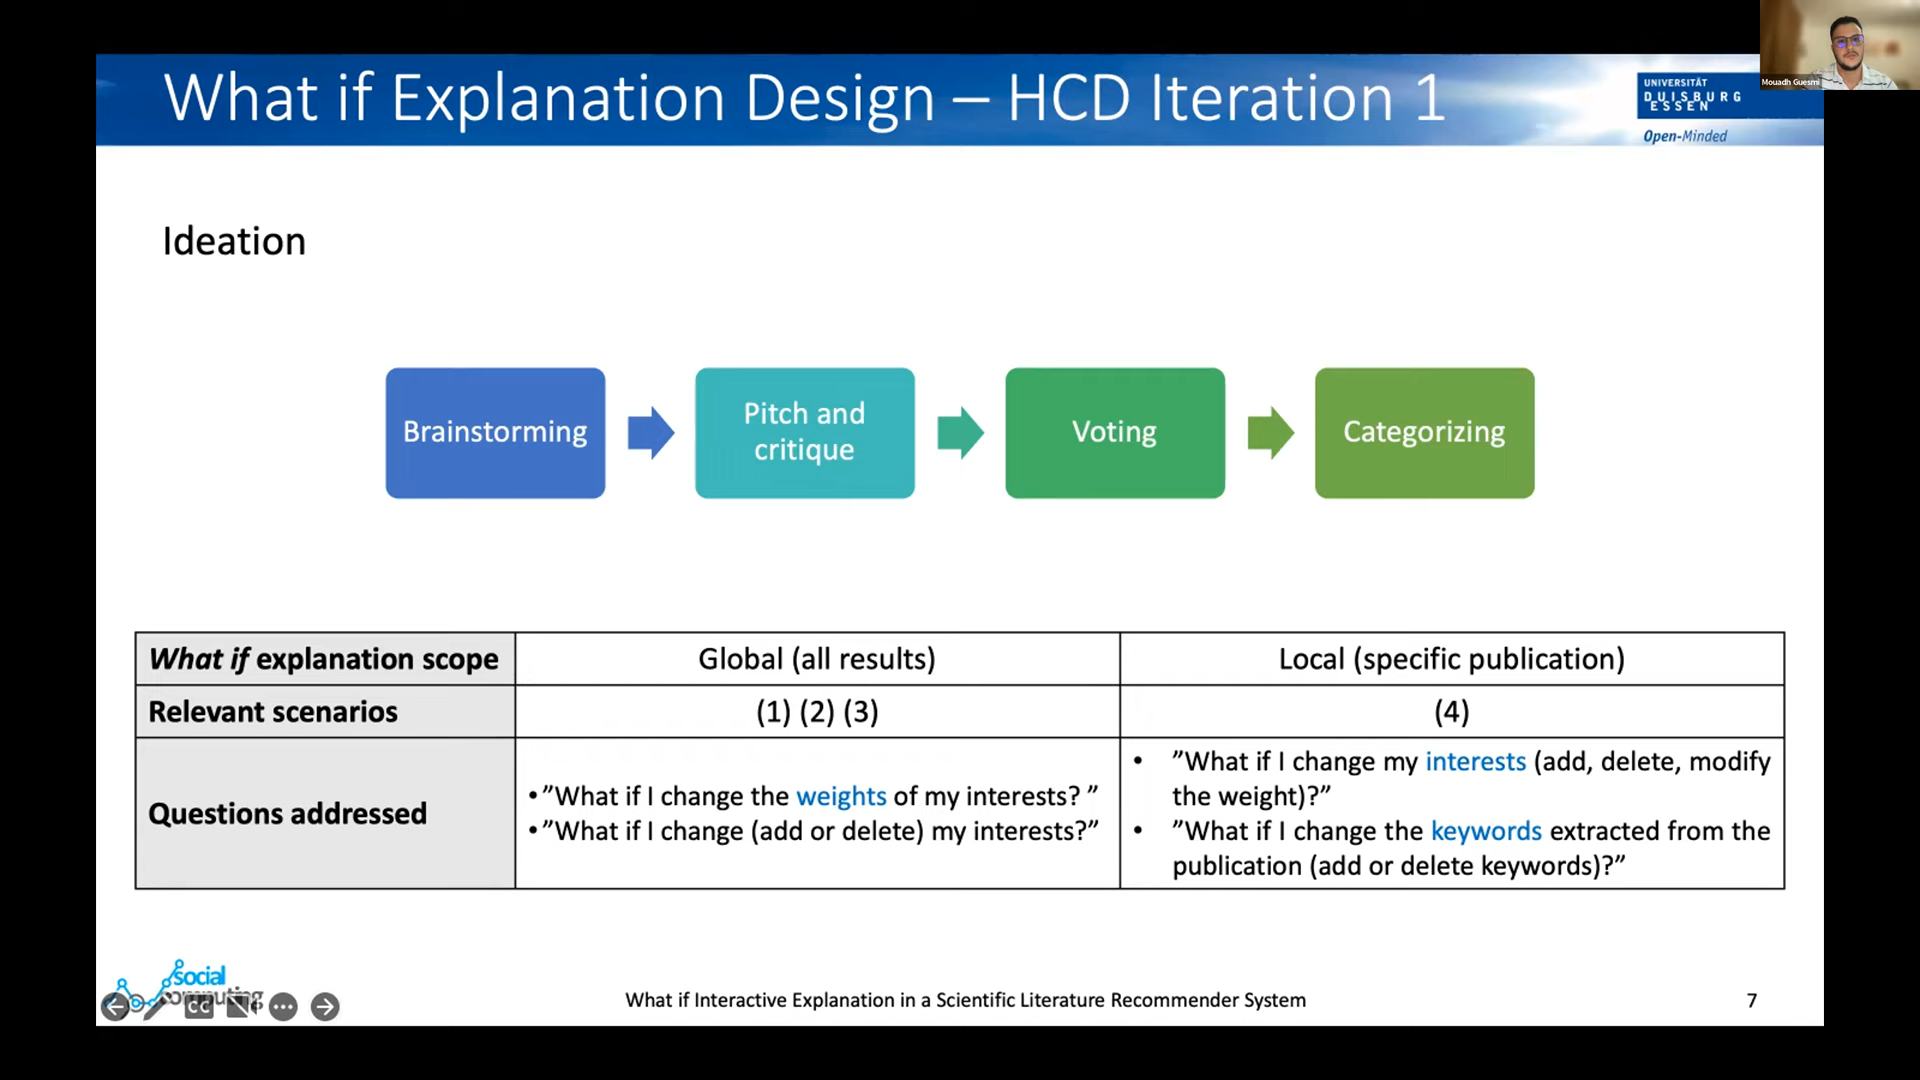 What if Explanation Design – HCD Iteration 1
Mouadh Guesmi
UNIVERSITÄT
DUISBURG
ESSEN
Open-Minded
Ideation
Brainstorming
Pitch and
critique
Voting
Categorizing
What if explanation scope
Global (all results)
Local (specific publication)
Relevant scenarios
(1) (2) (3)
(4)
Questions addressed
•”What if I change the weights of my interests? ”
•”What if I change (add or delete) my interests?”
• ”What if I change my interests (add, delete, modify
the weight)?”
• ”What if I change the keywords extracted from the
publication (add or delete keywords)?”
social
computing
CC
What if Interactive Explanation in a Scientific Literature Recommender System
7